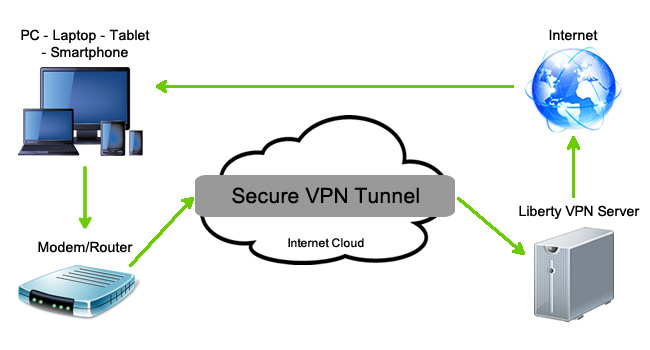 PC - Laptop - Tablet
- Smartphone
Internet
Secure VPN Tunnel
Internet Cloud
Liberty VPN Server
Modem/Router